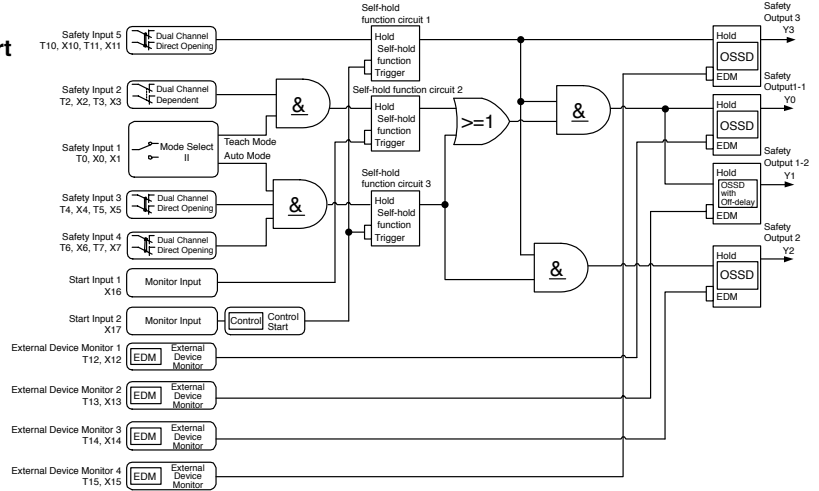 rt
Safety Input 5
T10, X10, T11, X11
Dual Channel
Direct Opening
Safety Input 2
T2, X2, T3, X3
Dual Channel
Dependent
Safety Input 1
T0, X0, X1
Mode Select
II
Teach Mode
Auto Mode
Safety Input 3
T4, X4, T5, X5
Dual Channel
Direct Opening
Safety Input 4
T6, X6, T7, X7
Dual Channel
Direct Opening
Start Input 1
X16
Monitor Input
Start Input 2
X17
Monitor Input
Control
Control
Start
External Device Monitor 1
T12, X12
EDM
External
Device
Monitor
External Device Monitor 2
T13, X13
EDM
External
Device
Monitor
External Device Monitor 3
T14, X14
EDM
External
Device
Monitor
External Device Monitor 4
T15, X15
EDM
External
Device
Monitor
&
&
Self-hold
function circuit 1
Hold
Self-hold
function
Trigger
Self-hold function circuit 2
Hold
Self-hold
function
Trigger
Self-hold
function circuit 3
Hold
Self-hold
function
Trigger
>=1
&
&
Safety
Output 3
Y3
Hold
OSSD
EDM
Safety
Output1-1
Y0
Hold
OSSD
EDM
Safety
Output 1-2
Y1
Hold
OSSD
with
Off-delay
EDM
Safety
Output 2
Y2
Hold
OSSD
EDM